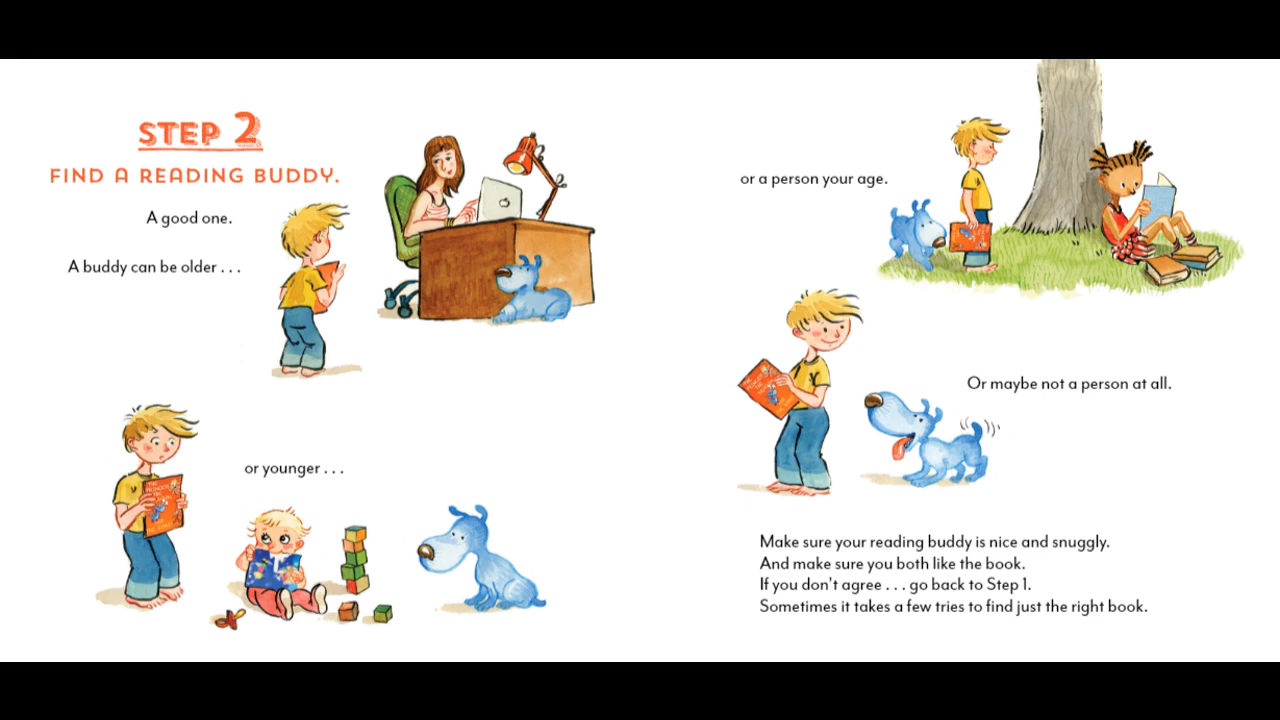 STEP 2
FIND A READING BUDDY.
A good one.
A buddy can be older . . .
or younger . . .
or a person your age.
Or maybe not a person at all.
Make sure your reading buddy is nice and snuggly.
And make sure you both like the book.
If you don't agree . . . go back to Step 1.
Sometimes it takes a few tries to find just the right book.